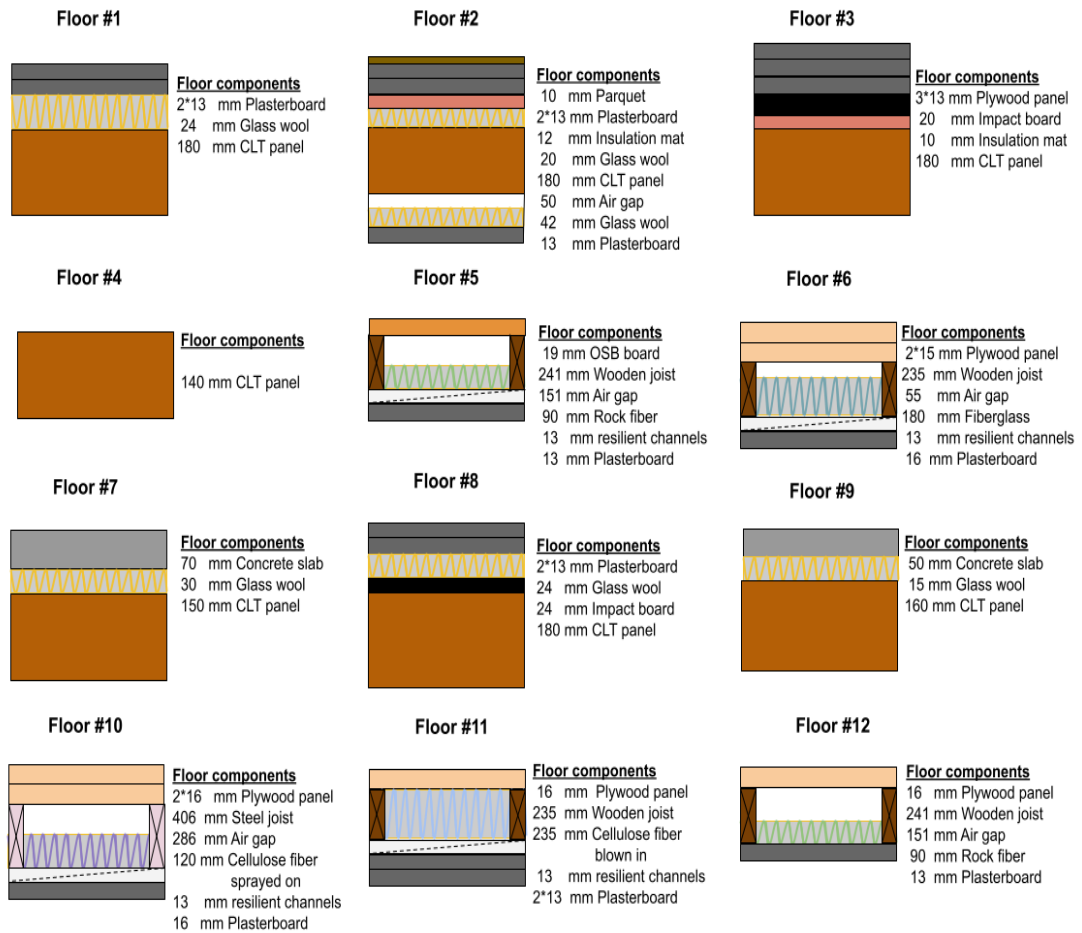 Floor #1
Floor components
2*13 mm Plasterboard
24 mm Glass wool
180 mm CLT panel
Floor #2
Floor components
10 mm Parquet
2*13 mm Plasterboard
12 mm Insulation mat
20 mm Glass wool
180 mm CLT panel
50 mm Air gap
42 mm Glass wool
13 mm Plasterboard
Floor #3
Floor components
3*13 mm Plywood panel
20 mm Impact board
10 mm Insulation mat
180 mm CLT panel
Floor #4
Floor components
140 mm CLT panel
Floor #5
Floor components
19 mm OSB board
241 mm Wooden joist
151 mm Air gap
90 mm Rock fiber
13 mm resilient channels
13 mm Plasterboard
Floor #6
Floor components
2*15 mm Plywood panel
235 mm Wooden joist
55 mm Air gap
180 mm Fiberglass
13 mm resilient channels
16 mm Plasterboard
Floor #7
Floor components
70 mm Concrete slab
30 mm Glass wool
150 mm CLT panel
Floor #8
Floor components
2*13 mm Plasterboard
24 mm Glass wool
24 mm Impact board
180 mm CLT panel
Floor #9
Floor components
50 mm Concrete slab
15 mm Glass wool
160 mm CLT panel
Floor #10
Floor components
2*16 mm Plywood panel
406 mm Steel joist
286 mm Air gap
120 mm Cellulose fiber
sprayed on
13 mm resilient channels
16 mm Plasterboard
Floor #11
Floor components
16 mm Plywood panel
235 mm Wooden joist
235 mm Cellulose fiber
blown in
13 mm resilient channels
2*13 mm Plasterboard
Floor #12
Floor components
16 mm Plywood panel
241 mm Wooden joist
151 mm Air gap
90 mm Rock fiber
13 mm Plasterboard